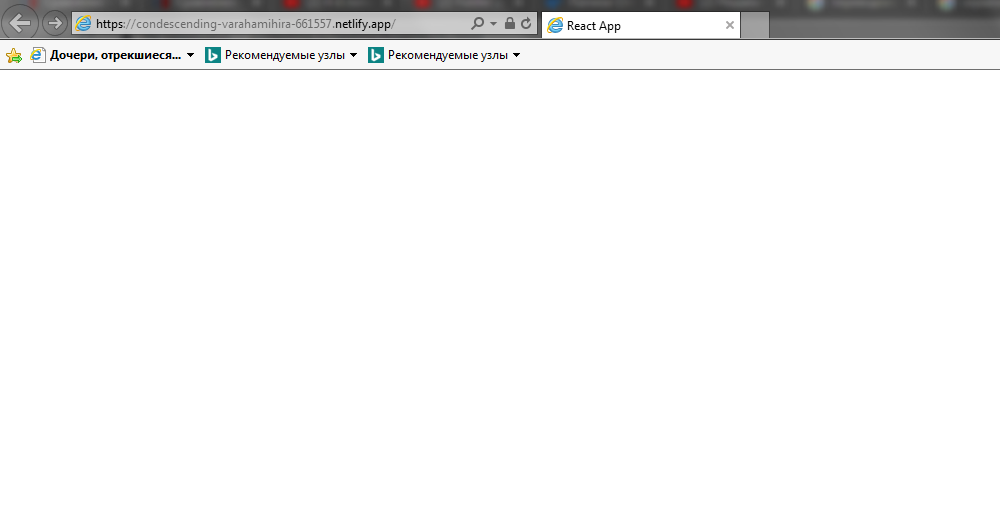 https://condescending-varahamihira-661557.netlify.app/
React App
Дочери, отрекшиеся...
Рекомендуемые узлы
Рекомендуемые узлы